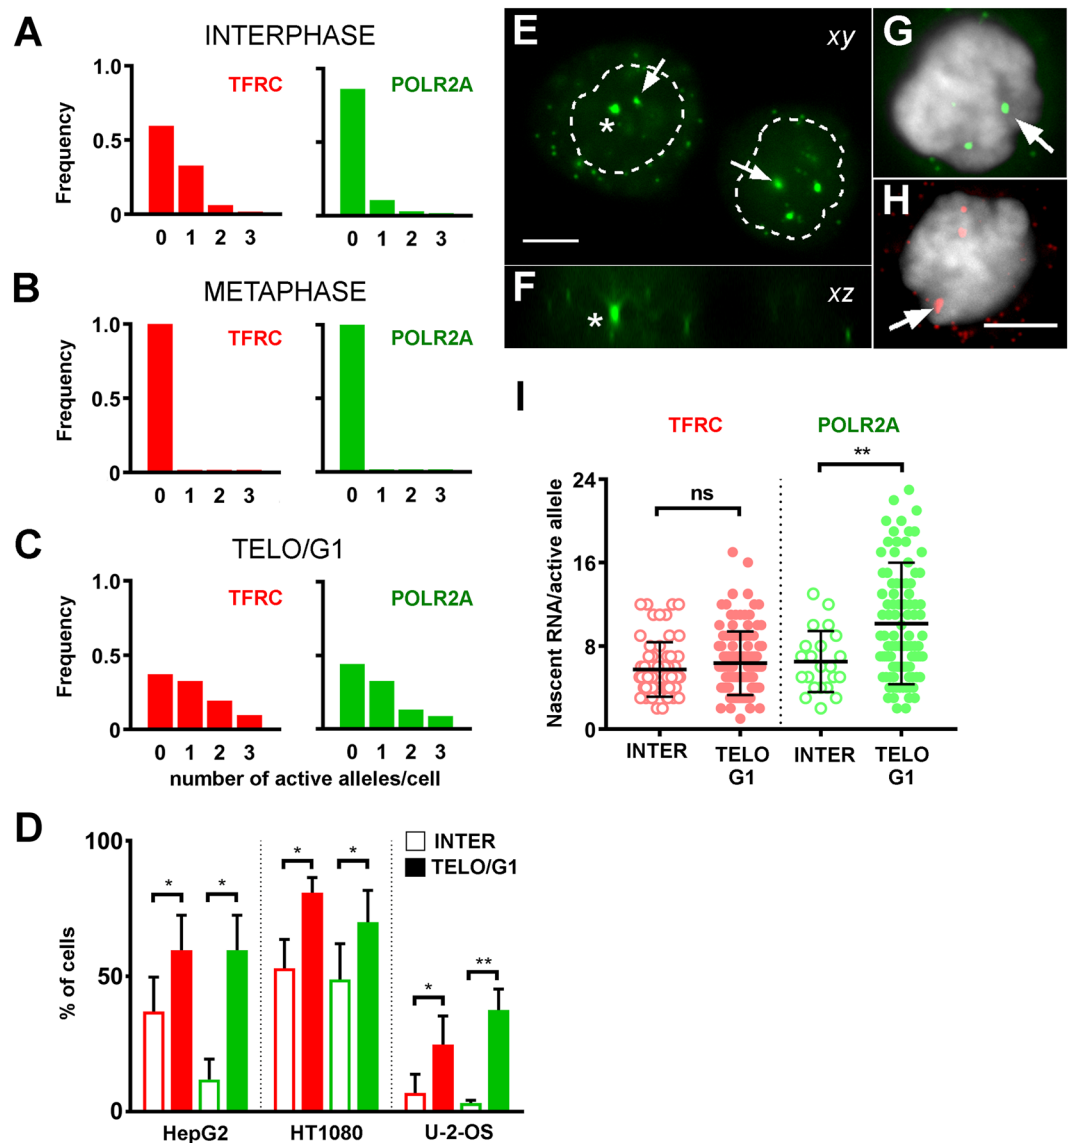 A
INTERPHASE
1.0
0.5
0
Frequency
TFRC
POLR2A
0 1 2 3
0 1 2 3
B
METAPHASE
1.0
0.5
0
Frequency
TFRC
POLR2A
0 1 2 3
0 1 2 3
C
TELO/G1
1.0
0.5
0
Frequency
TFRC
POLR2A
0 1 2 3
0 1 2 3
number of active alleles/cell
D
100
50
0
% of cells
INTER
TELO/G1
* *
* *
* **
HepG2 HT1080 U-2-OS
E
xy
*
F
xz
*
G
H
I
TFRC POLR2A
24
16
8
0
Nascent RNA/active allele
ns
**
INTER TELO INTER TELO
G1 G1